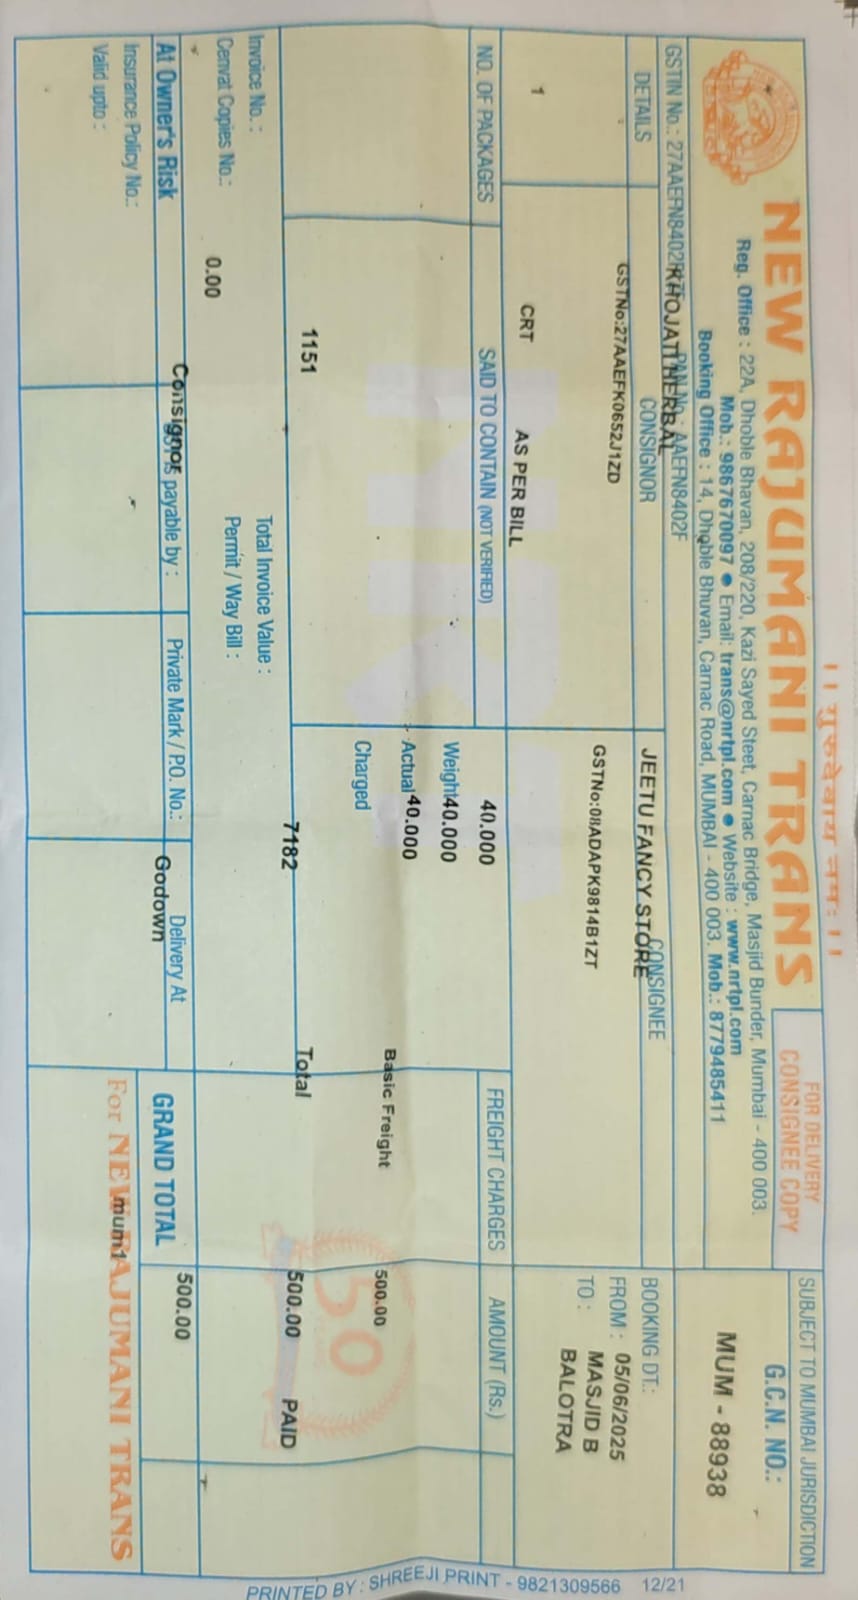 ।। गुरुदेवाय नमः ।।
NEW RAJUMANI TRANS
FOR DELIVERY
CONSIGNEE COPY
SUBJECT TO MUMBAI JURISDICTION
Reg. Office : 22A, Dhoble Bhavan, 208/220, Kazi Sayed Steet, Carnac Bridge, Masjid Bunder, Mumbai - 400 003.
Mob.: 9867670097 ● Email: trans@nrtpl.com ● Website : www.nrtpl.com
Booking Office : 14, Dhoble Bhuvan, Carnac Road, MUMBAI - 400 003. Mob.: 8779485411
G.C.N. NO.:
MUM - 88938
GSTIN No.: 27AAEFN8402F PAN No.: AAEFN8402F
DETAILS
CONSIGNOR
KHOJATI HERBAL
GSTNo:27AAEFK0652J1ZD
CONSIGNEE
JEETU FANCY STORE
GSTNo:08ADAPK9814B1ZT
BOOKING DT.:
FROM : 05/06/2025
TO : MASJID B
BALOTRA
1
CRT AS PER BILL
NO. OF PACKAGES
SAID TO CONTAIN (NOT VERIFIED)
40.000
Weight 40.000
Actual 40.000
Charged
FREIGHT CHARGES
AMOUNT (Rs.)
Basic Freight 500.00
50
1151
7182
Total 500.00 PAID
Invoice No. :
Total Invoice Value :
Cenvat Copies No.: 0.00
Permit / Way Bill :
At Owner's Risk
Consignor
payable by :
Private Mark / P.O. No.:
Delivery At
Godown
GRAND TOTAL
500.00
Insurance Policy No.:
Valid upto :
For NEW RAJUMANI TRANS
mum1
PRINTED BY : SHREEJI PRINT - 9821309566 12/21